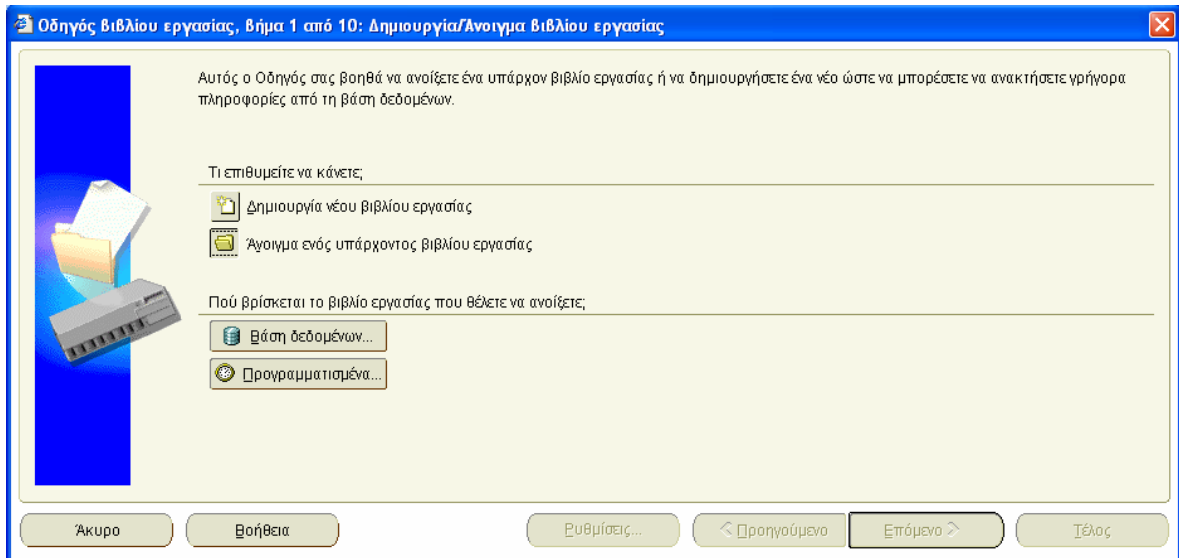 Οδηγός βιβλίου εργασίας, βήμα 1 από 10: Δημιουργία/Άνοιγμα βιβλίου εργασίας
Αυτός ο Οδηγός σας βοηθά να ανοίξετε ένα υπάρχον βιβλίο εργασίας ή να δημιουργήσετε ένα νέο ώστε να μπορέσετε να ανακτήσετε γρήγορα
πληροφορίες από τη βάση δεδομένων.
Τι επιθυμείτε να κάνετε;
Δημιουργία νέου βιβλίου εργασίας
Άνοιγμα ενός υπάρχοντος βιβλίου εργασίας
Πού βρίσκεται το βιβλίο εργασίας που θέλετε να ανοίξετε;
Βάση δεδομένων...
Προγραμματισμένα...
Άκυρο Βοήθεια Ρυθμίσεις... < Προηγούμενο Επόμενο > Τέλος